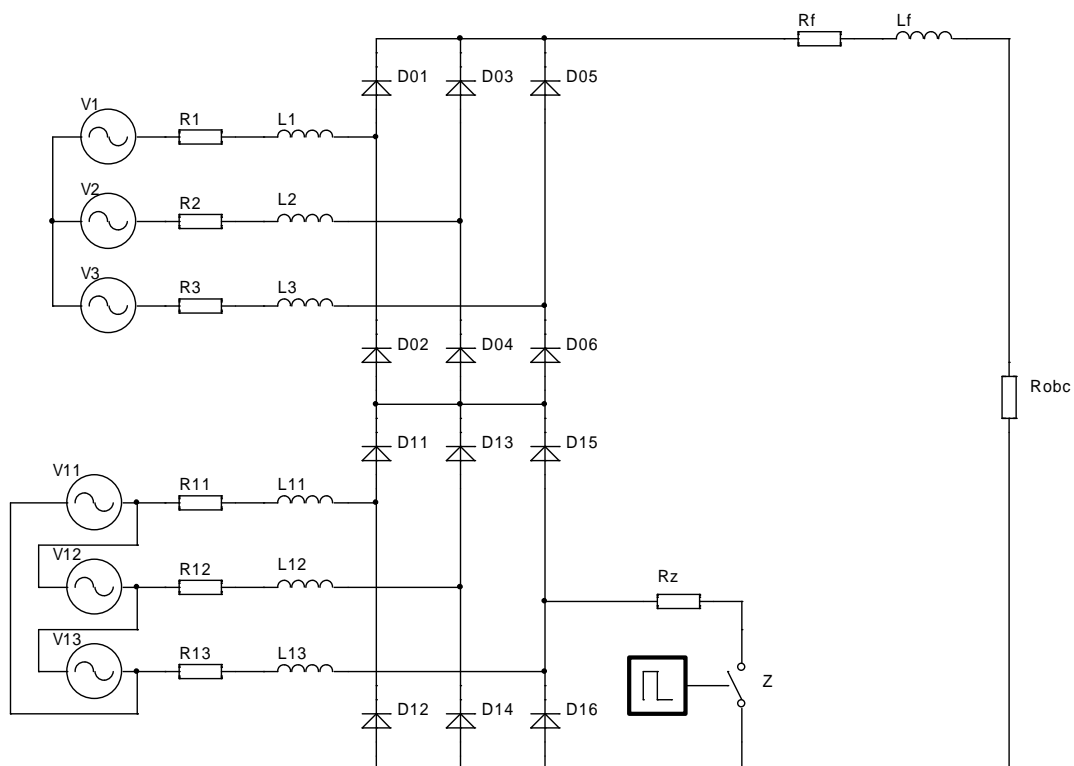 Rf Lf
D01 D03 D05
V1
R1 L1
V2
R2 L2
V3
R3 L3
D02 D04 D06
Robc
D11 D13 D15
V11
R11 L11
V12
R12 L12
Rz
V13
R13 L13
Z
D12 D14 D16